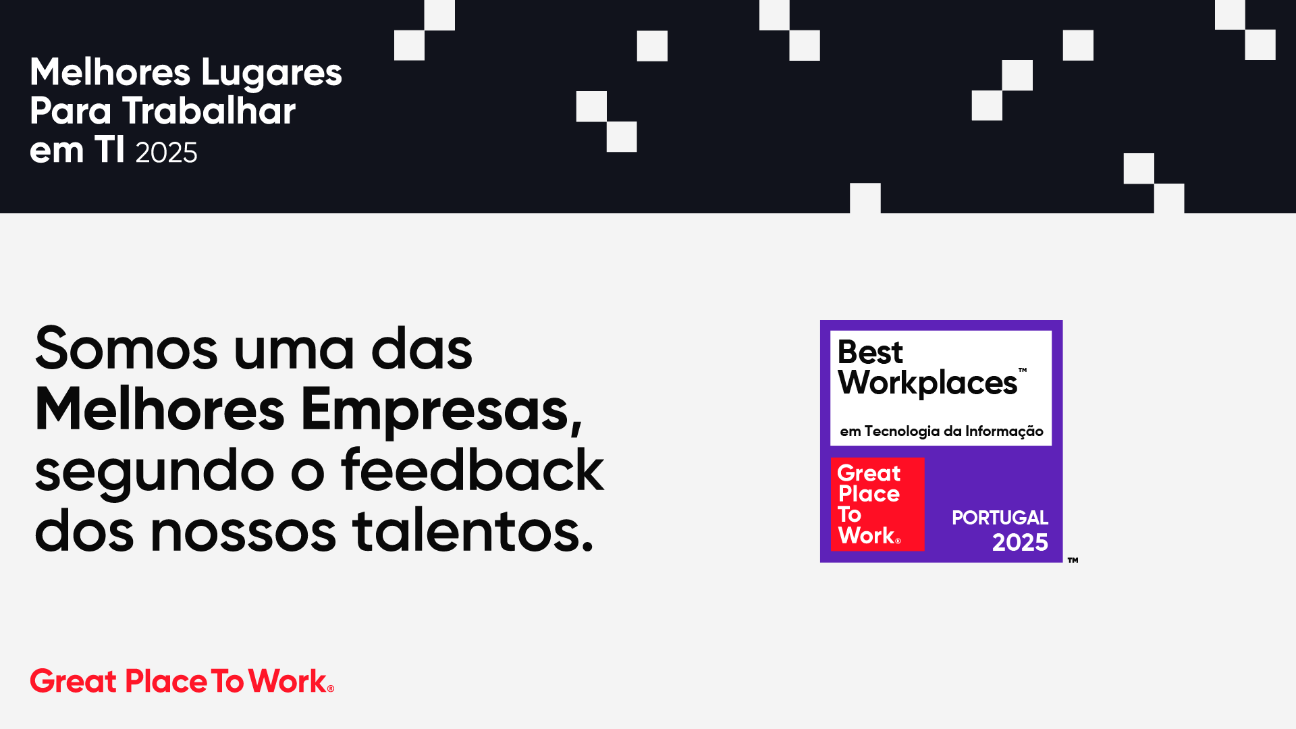 Melhores Lugares
Para Trabalhar
em TI 2025
Somos uma das
Melhores Empresas,
segundo o feedback
dos nossos talentos.
Best
Workplaces™
em Tecnologia da Informação
Great
Place
To
Work®
PORTUGAL
2025
™
Great Place To Work®